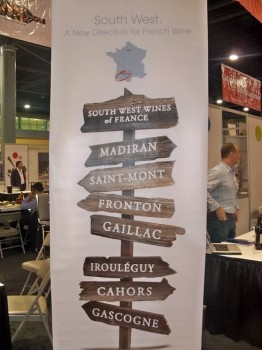 South West.
A New Direction for French Wine.
SOUTH WEST WINES
of FRANCE
MADIRAN
SAINT-MONT
FRONTON
GAILLAC
IROULÉGUY
CAHORS
GASCOGNE